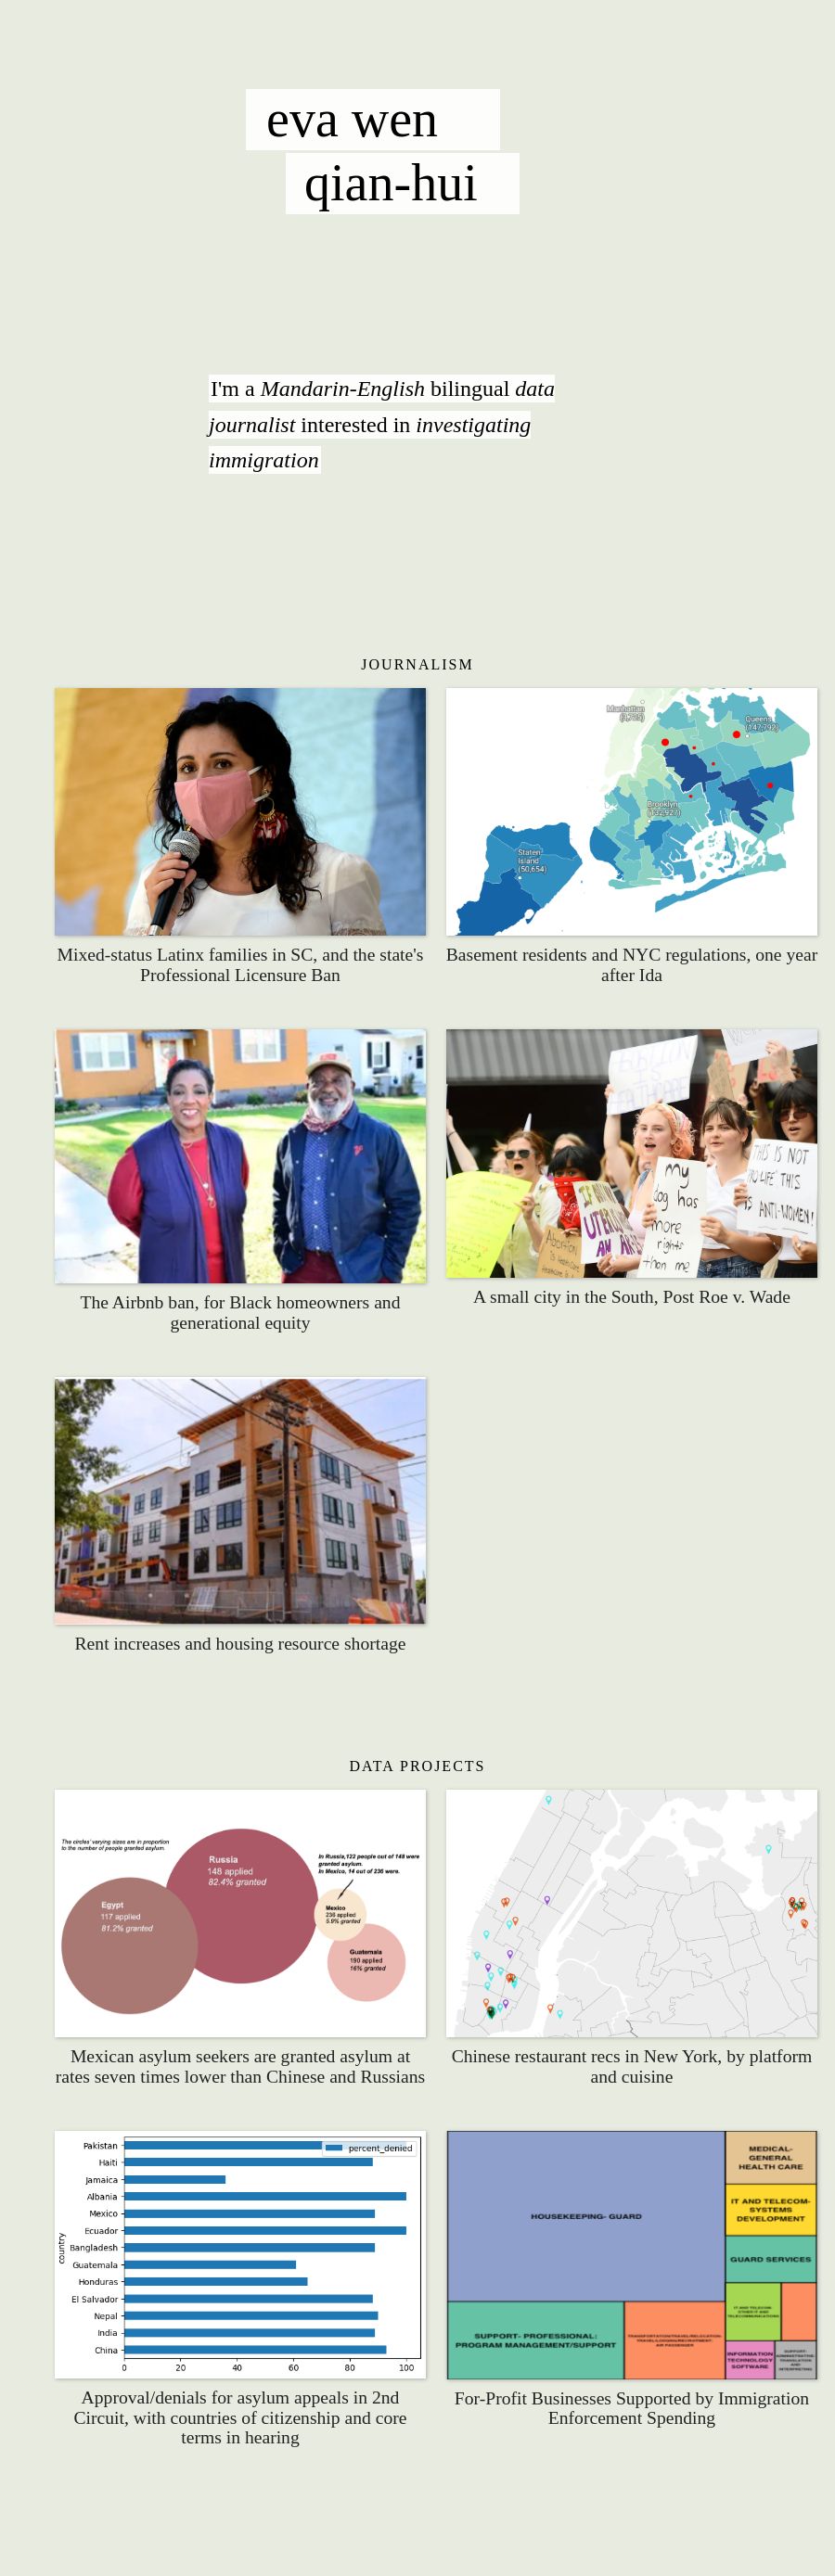 eva wen
qian-hui
I'm a Mandarin-English bilingual data
journalist interested in investigating
immigration
JOURNALISM
Manhattan
Queens
Brooklyn
Staten
Island
(50,654)
Mixed-status Latinx families in SC, and the state's
Professional Licensure Ban
Basement residents and NYC regulations, one year
after Ida
my
dog has
more
rights
than me
THIS IS NOT
LIFE THIS
IS ANTI-WOMEN!
The Airbnb ban, for Black homeowners and
generational equity
A small city in the South, Post Roe v. Wade
Rent increases and housing resource shortage
DATA PROJECTS
The circles' varying sizes are in proportion
to the number of people granted asylum.
Russia
148 applied
82.4% granted
In Russia,122 people out of 148 were
granted asylum.
In Mexico, 14 out of 236 were.
Egypt
117 applied
81.2% granted
Mexico
236 applied
5.9% granted
Guatemala
190 applied
16% granted
Mexican asylum seekers are granted asylum at
rates seven times lower than Chinese and Russians
Chinese restaurant recs in New York, by platform
and cuisine
percent_denied
country
Pakistan
Haiti
Jamaica
Albania
Mexico
Ecuador
Bangladesh
Guatemala
Honduras
El Salvador
Nepal
India
China
0 20 40 60 80 100
HOUSEKEEPING- GUARD
MEDICAL-
GENERAL
HEALTH CARE
IT AND TELECOM-
SYSTEMS
DEVELOPMENT
GUARD SERVICES
SUPPORT- PROFESSIONAL:
PROGRAM MANAGEMENT/SUPPORT
INFORMATION
TECHNOLOGY
SOFTWARE
Approval/denials for asylum appeals in 2nd
Circuit, with countries of citizenship and core
terms in hearing
For-Profit Businesses Supported by Immigration
Enforcement Spending